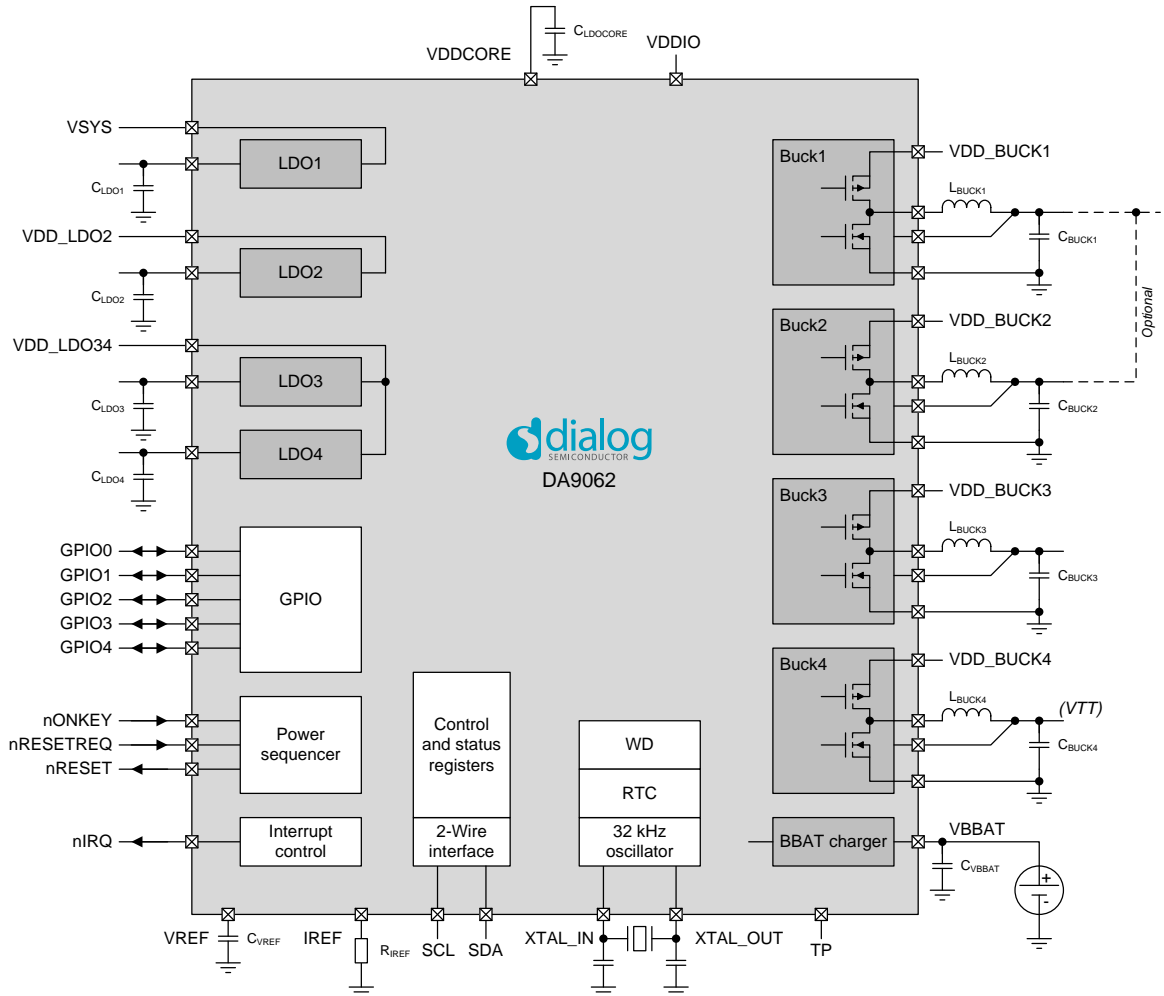 VDDCORE
CLDOCORE
VDDIO
VSYS
LDO1
CLDO1
VDD_LDO2
LDO2
CLDO2
VDD_LDO34
LDO3
CLDO3
LDO4
CLDO4
GPIO0
GPIO1
GPIO2
GPIO3
GPIO4
GPIO
nONKEY
nRESETREQ
nRESET
Power
sequencer
nIRQ
Interrupt
control
Control
and status
registers
2-Wire
interface
WD
RTC
32 kHz
oscillator
dialog
SEMICONDUCTOR
DA9062
Buck1
VDD_BUCK1
LBUCK1
CBUCK1
Optional
Buck2
VDD_BUCK2
LBUCK2
CBUCK2
Buck3
VDD_BUCK3
LBUCK3
CBUCK3
Buck4
VDD_BUCK4
LBUCK4
(VTT)
CBUCK4
BBAT charger
VBBAT
CVBBAT
+
-
VREF
CVREF
IREF
RIREF
SCL
SDA
XTAL_IN
XTAL_OUT
TP